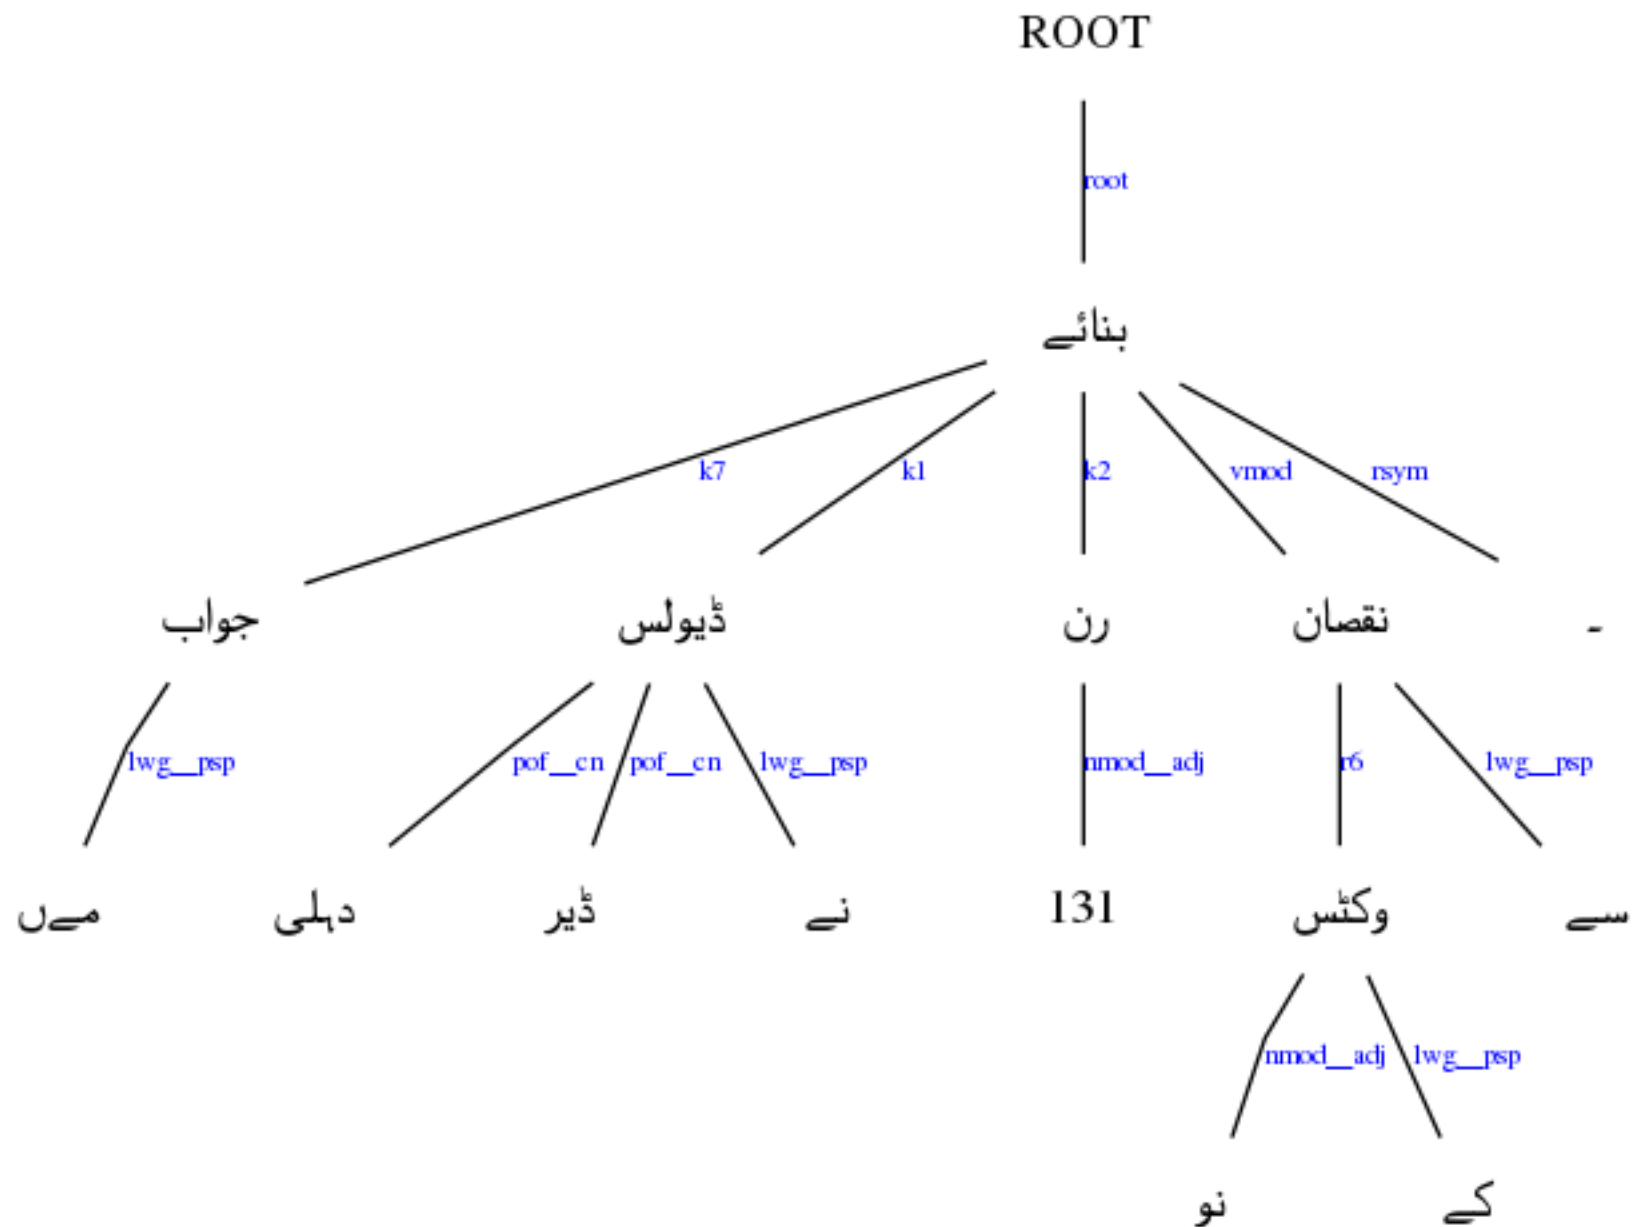 ROOT
root
بنائے
k7 k1 k2 vmod rsym
جواب ڈیولس رن نقصان ۔
lwg__psp pof__cn pof__cn lwg__psp nmod__adj r6 lwg__psp
مےں دہلی ڈیر نے 131 وکٹس سے
nmod__adj lwg__psp
نو کے